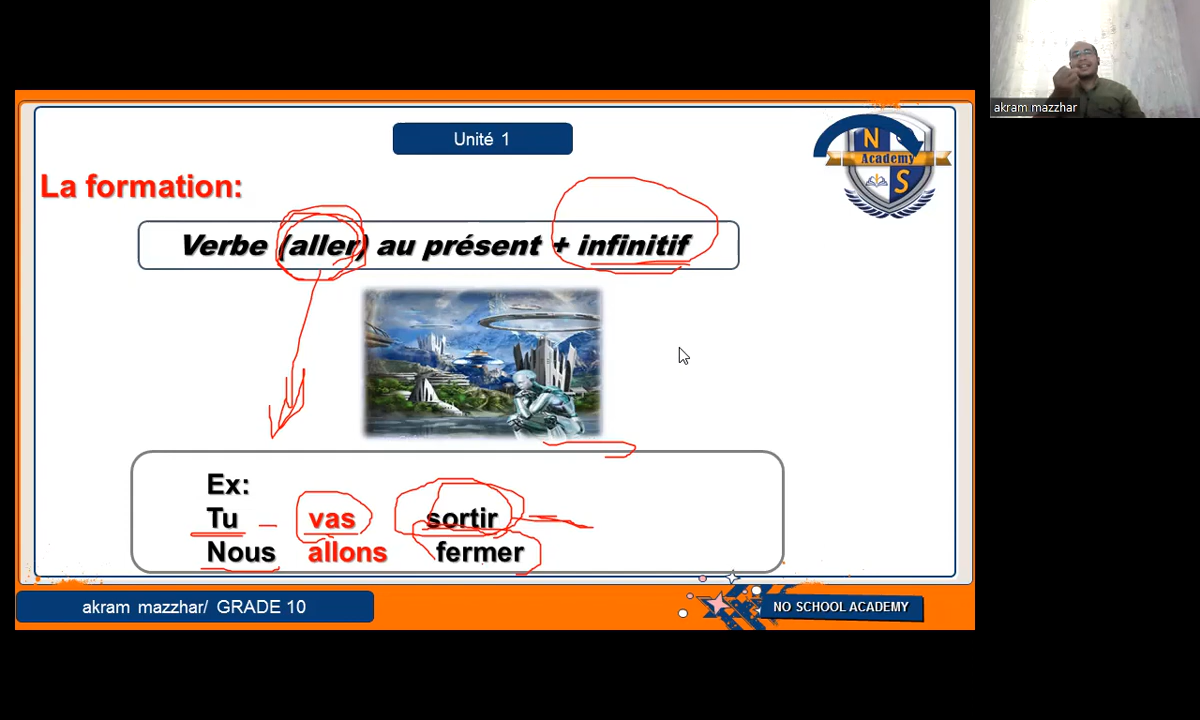 akram mazzhar
Unité 1
N
Academy
S
La formation:
Verbe (aller) au présent + infinitif
Ex:
Tu vas sortir
Nous allons fermer
akram mazzhar/ GRADE 10
NO SCHOOL ACADEMY